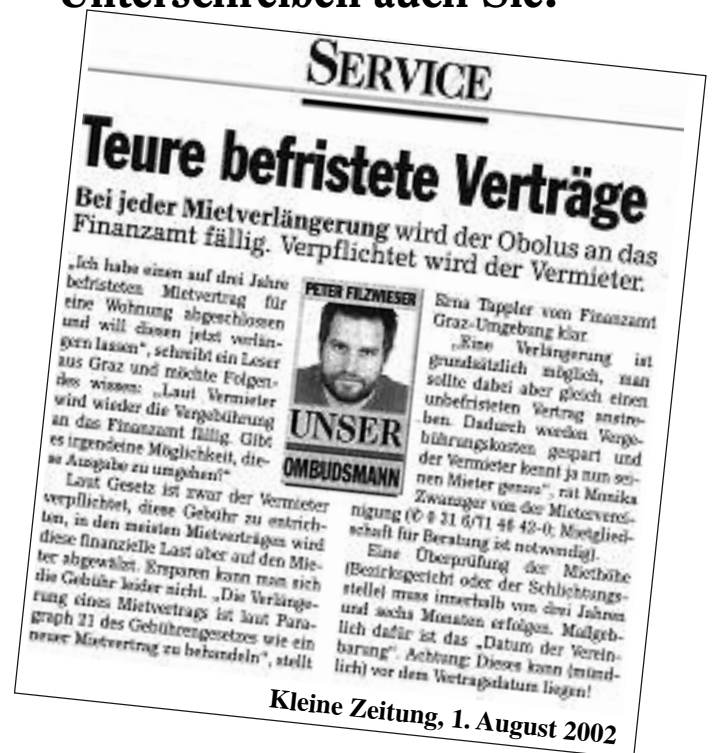 Unterschreiben auch Sie!
SERVICE
Teure befristete Verträge
Bei jeder Mietverlängerung wird der Obolus an das
Finanzamt fällig. Verpflichtet wird der Vermieter.
„Ich habe einen auf drei Jahre
befristeten Mietvertrag für
eine Wohnung abgeschlossen
und will diesen jetzt verlän-
gern lassen“, schreibt ein Leser
aus Graz und möchte Folgen-
des wissen: „Laut Vermieter
wird wieder die Vergebührung
an das Finanzamt fällig. Gibt
es irgendeine Möglichkeit, die-
se Ausgabe zu umgehen?“
Laut Gesetz ist zwar der Vermieter
verpflichtet, diese Gebühr zu entrich-
ten, in den meisten Mietverträgen wird
diese finanzielle Last aber auf den Mie-
ter abgewälzt. Ersparen kann man sich
die Gebühr leider nicht. „Die Verlänge-
rung eines Mietvertrags ist laut Para-
graph 21 des Gebührengesetzes wie ein
neuer Mietvertrag zu behandeln“, stellt
PETER FILZWIESER
UNSER
OMBUDSMANN
Erna Tappler vom Finanzamt
Graz-Umgebung klar.
„Eine Verlängerung ist
grundsätzlich möglich, man
sollte dabei aber gleich einen
unbefristeten Vertrag anstre-
ben. Dadurch werden Verge-
bührungskosten gespart und
der Vermieter kennt ja nun sei-
nen Mieter genau“, rät Monika
Zwanzger von der Mieterverei-
nigung (✆ 0 31 6/71 48 42-0; Mitglied-
schaft für Beratung ist notwendig).
Eine Überprüfung der Miethöhe
(Bezirksgericht oder der Schlichtungs-
stelle) muss innerhalb von drei Jahren
und sechs Monaten erfolgen. Maßgeb-
lich dafür ist das „Datum der Verein-
barung“. Achtung: Dieses kann (münd-
lich) vor dem Vertragsdatum liegen!
Kleine Zeitung, 1. August 2002